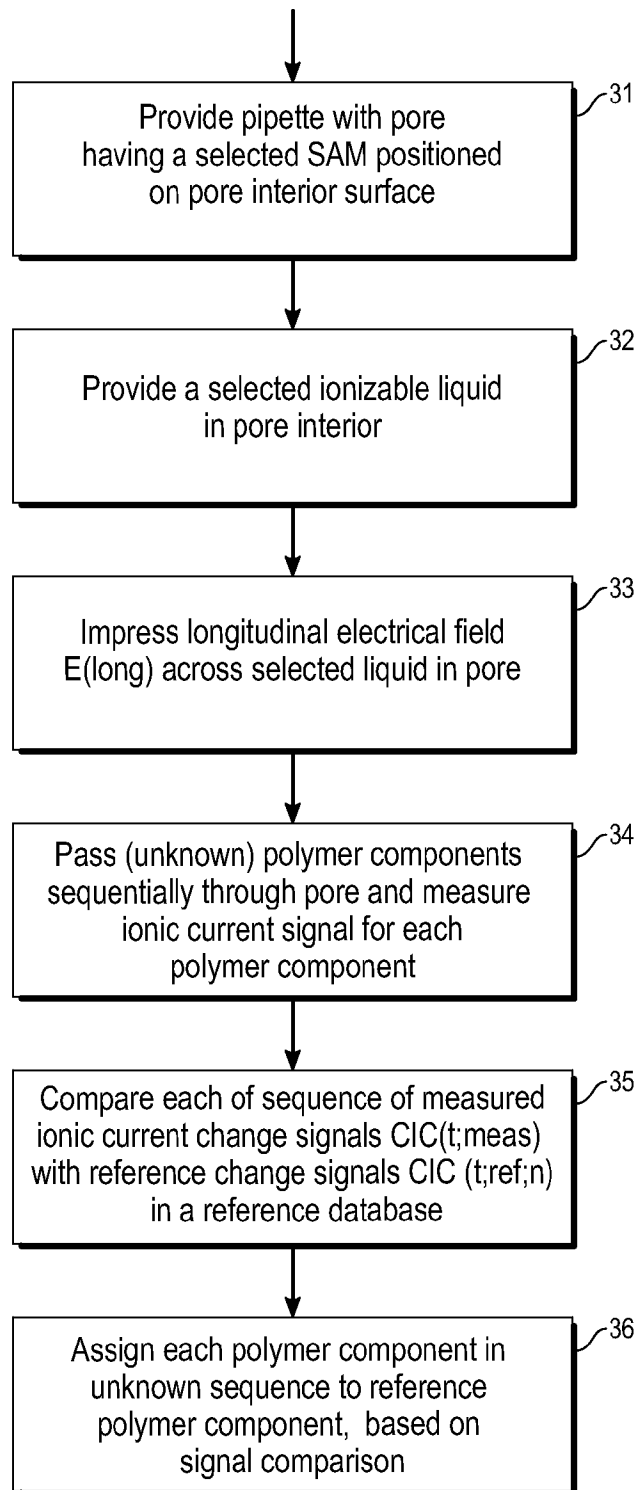 31
Provide pipette with pore
having a selected SAM positioned
on pore interior surface
32
Provide a selected ionizable liquid
in pore interior
33
Impress longitudinal electrical field
E(long) across selected liquid in pore
34
Pass (unknown) polymer components
sequentially through pore and measure
ionic current signal for each
polymer component
35
Compare each of sequence of measured
ionic current change signals CIC(t;meas)
with reference change signals CIC (t;ref;n)
in a reference database
36
Assign each polymer component in
unknown sequence to reference
polymer component, based on
signal comparison